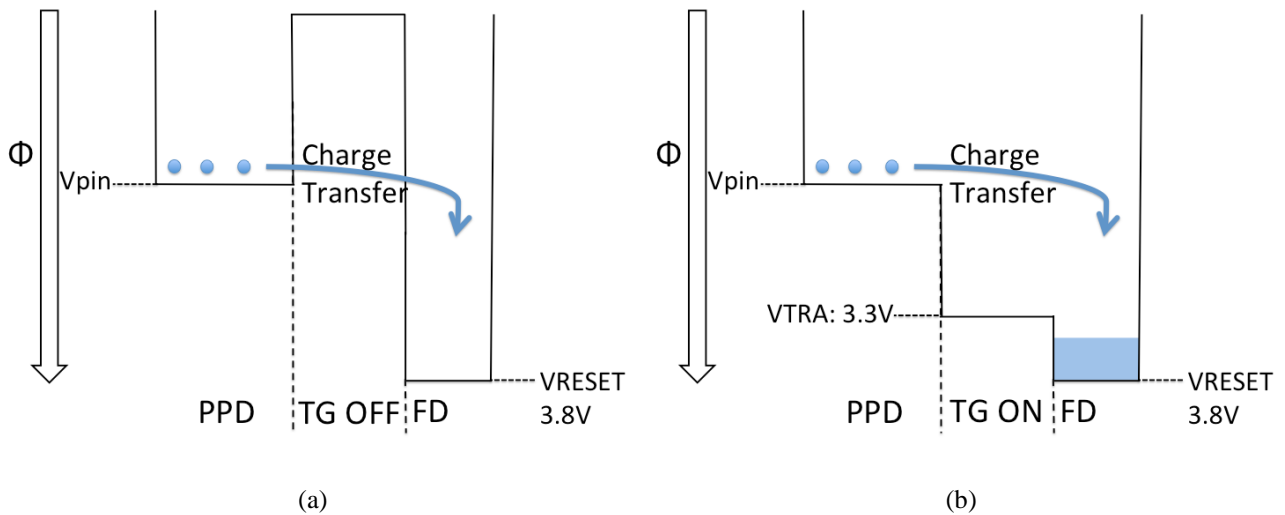 Φ
Vpin
Charge
Transfer
VRESET
3.8V
PPD
TG OFF
FD
(a)
Φ
Vpin
Charge
Transfer
VTRA: 3.3V
VRESET
3.8V
PPD
TG ON
FD
(b)